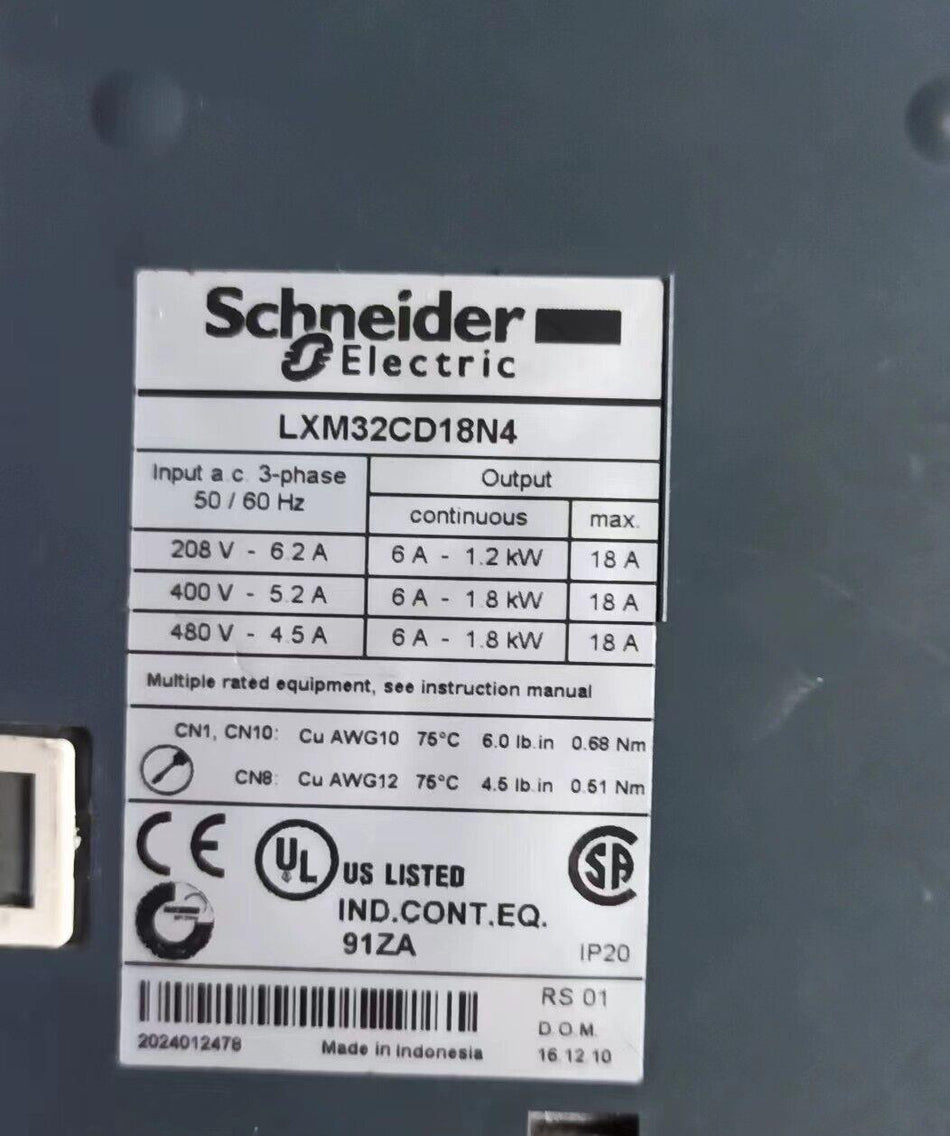 Schneider
Electric
LXM32CD18N4
Input a.c. 3-phase
50 / 60 Hz
Output
continuous
max.
208 V - 6.2 A 6 A - 1.2 kW 18 A
400 V - 5.2 A 6 A - 1.8 kW 18 A
480 V - 4.5 A 6 A - 1.8 kW 18 A
Multiple rated equipment, see instruction manual
CN1, CN10: Cu AWG10 75°C 6.0 lb.in 0.68 Nm
CN8: Cu AWG12 75°C 4.5 lb.in 0.51 Nm
CE UL US LISTED SA
IND.CONT.EQ.
91ZA
IP20
RS 01
D.O.M.
2024012478 Made in Indonesia 16.12.10